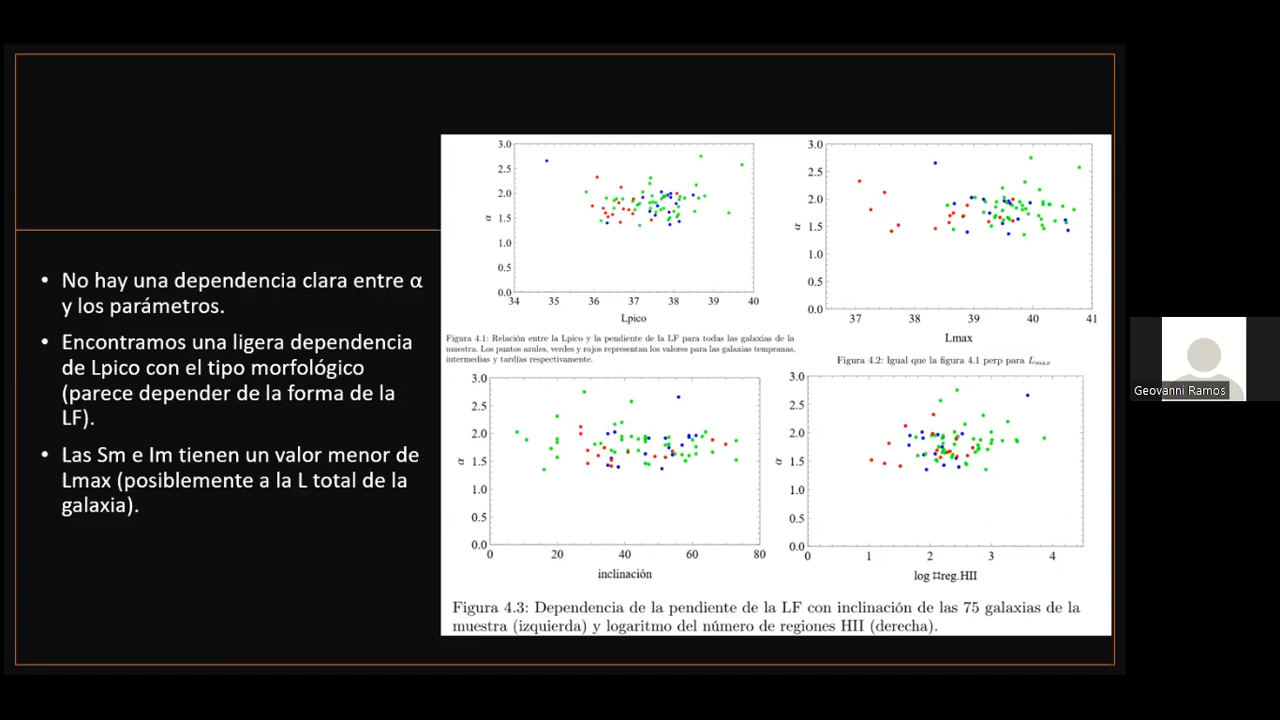 • No hay una dependencia clara entre α
y los parámetros.
• Encontramos una ligera dependencia
de Lpico con el tipo morfológico
(parece depender de la forma de la
LF).
• Las Sm e Im tienen un valor menor de
Lmax (posiblemente a la L total de la
galaxia).
3.0
2.5
2.0
1.5
1.0
0.5
0.0
α
34 35 36 37 38 39 40
Lpico
Figura 4.1: Relación entre la Lpico y la pendiente de la LF para todas las galaxias de la
muestra. Los puntos azules, verdes y rojos representan los valores para las galaxias tempranas,
intermedias y tardías respectivamente.
3.0
2.5
2.0
1.5
1.0
0.5
0.0
α
37 38 39 40 41
Lmax
Figura 4.2: Igual que la figura 4.1 perp para Lmax
3.0
2.5
2.0
1.5
1.0
0.5
0.0
α
0 20 40 60 80
inclinación
3.0
2.5
2.0
1.5
1.0
0.5
0.0
α
0 1 2 3 4
log ⌗reg.HII
Figura 4.3: Dependencia de la pendiente de la LF con inclinación de las 75 galaxias de la
muestra (izquierda) y logaritmo del número de regiones HII (derecha).
Geovanni Ramos